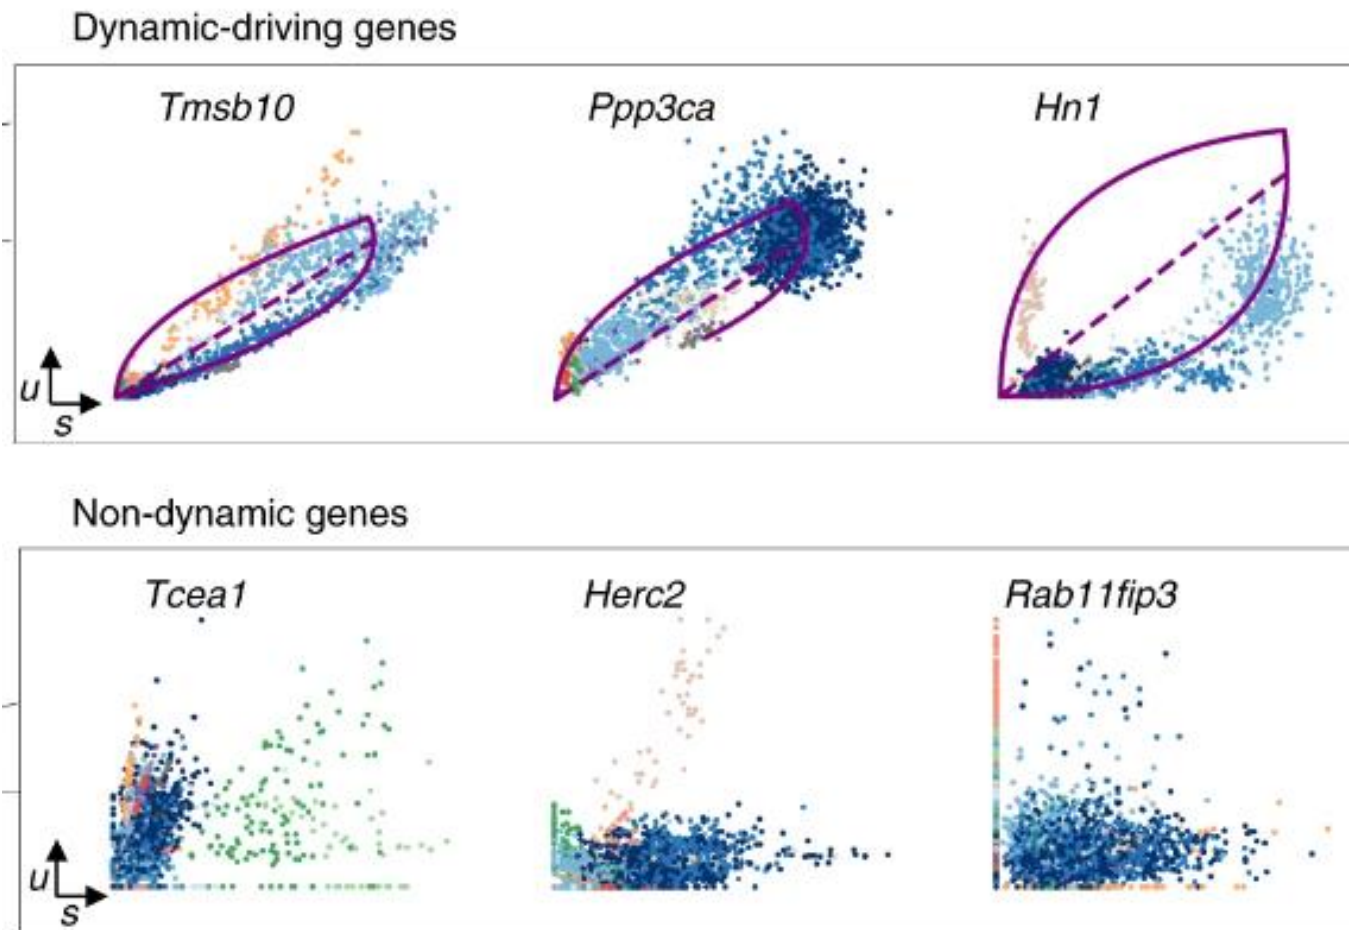 Dynamic-driving genes
Tmsb10
Ppp3ca
Hn1
u
s
Non-dynamic genes
Tcea1
Herc2
Rab11fip3
u
s